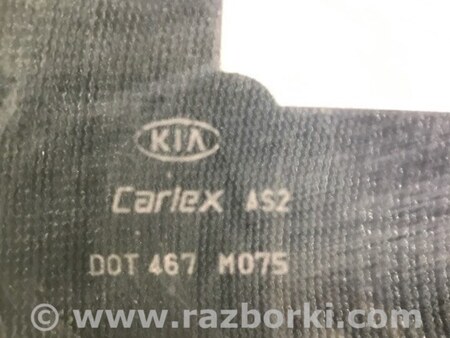 KIA
Carlex AS2
DOT 467 M075
© www.razborki.com